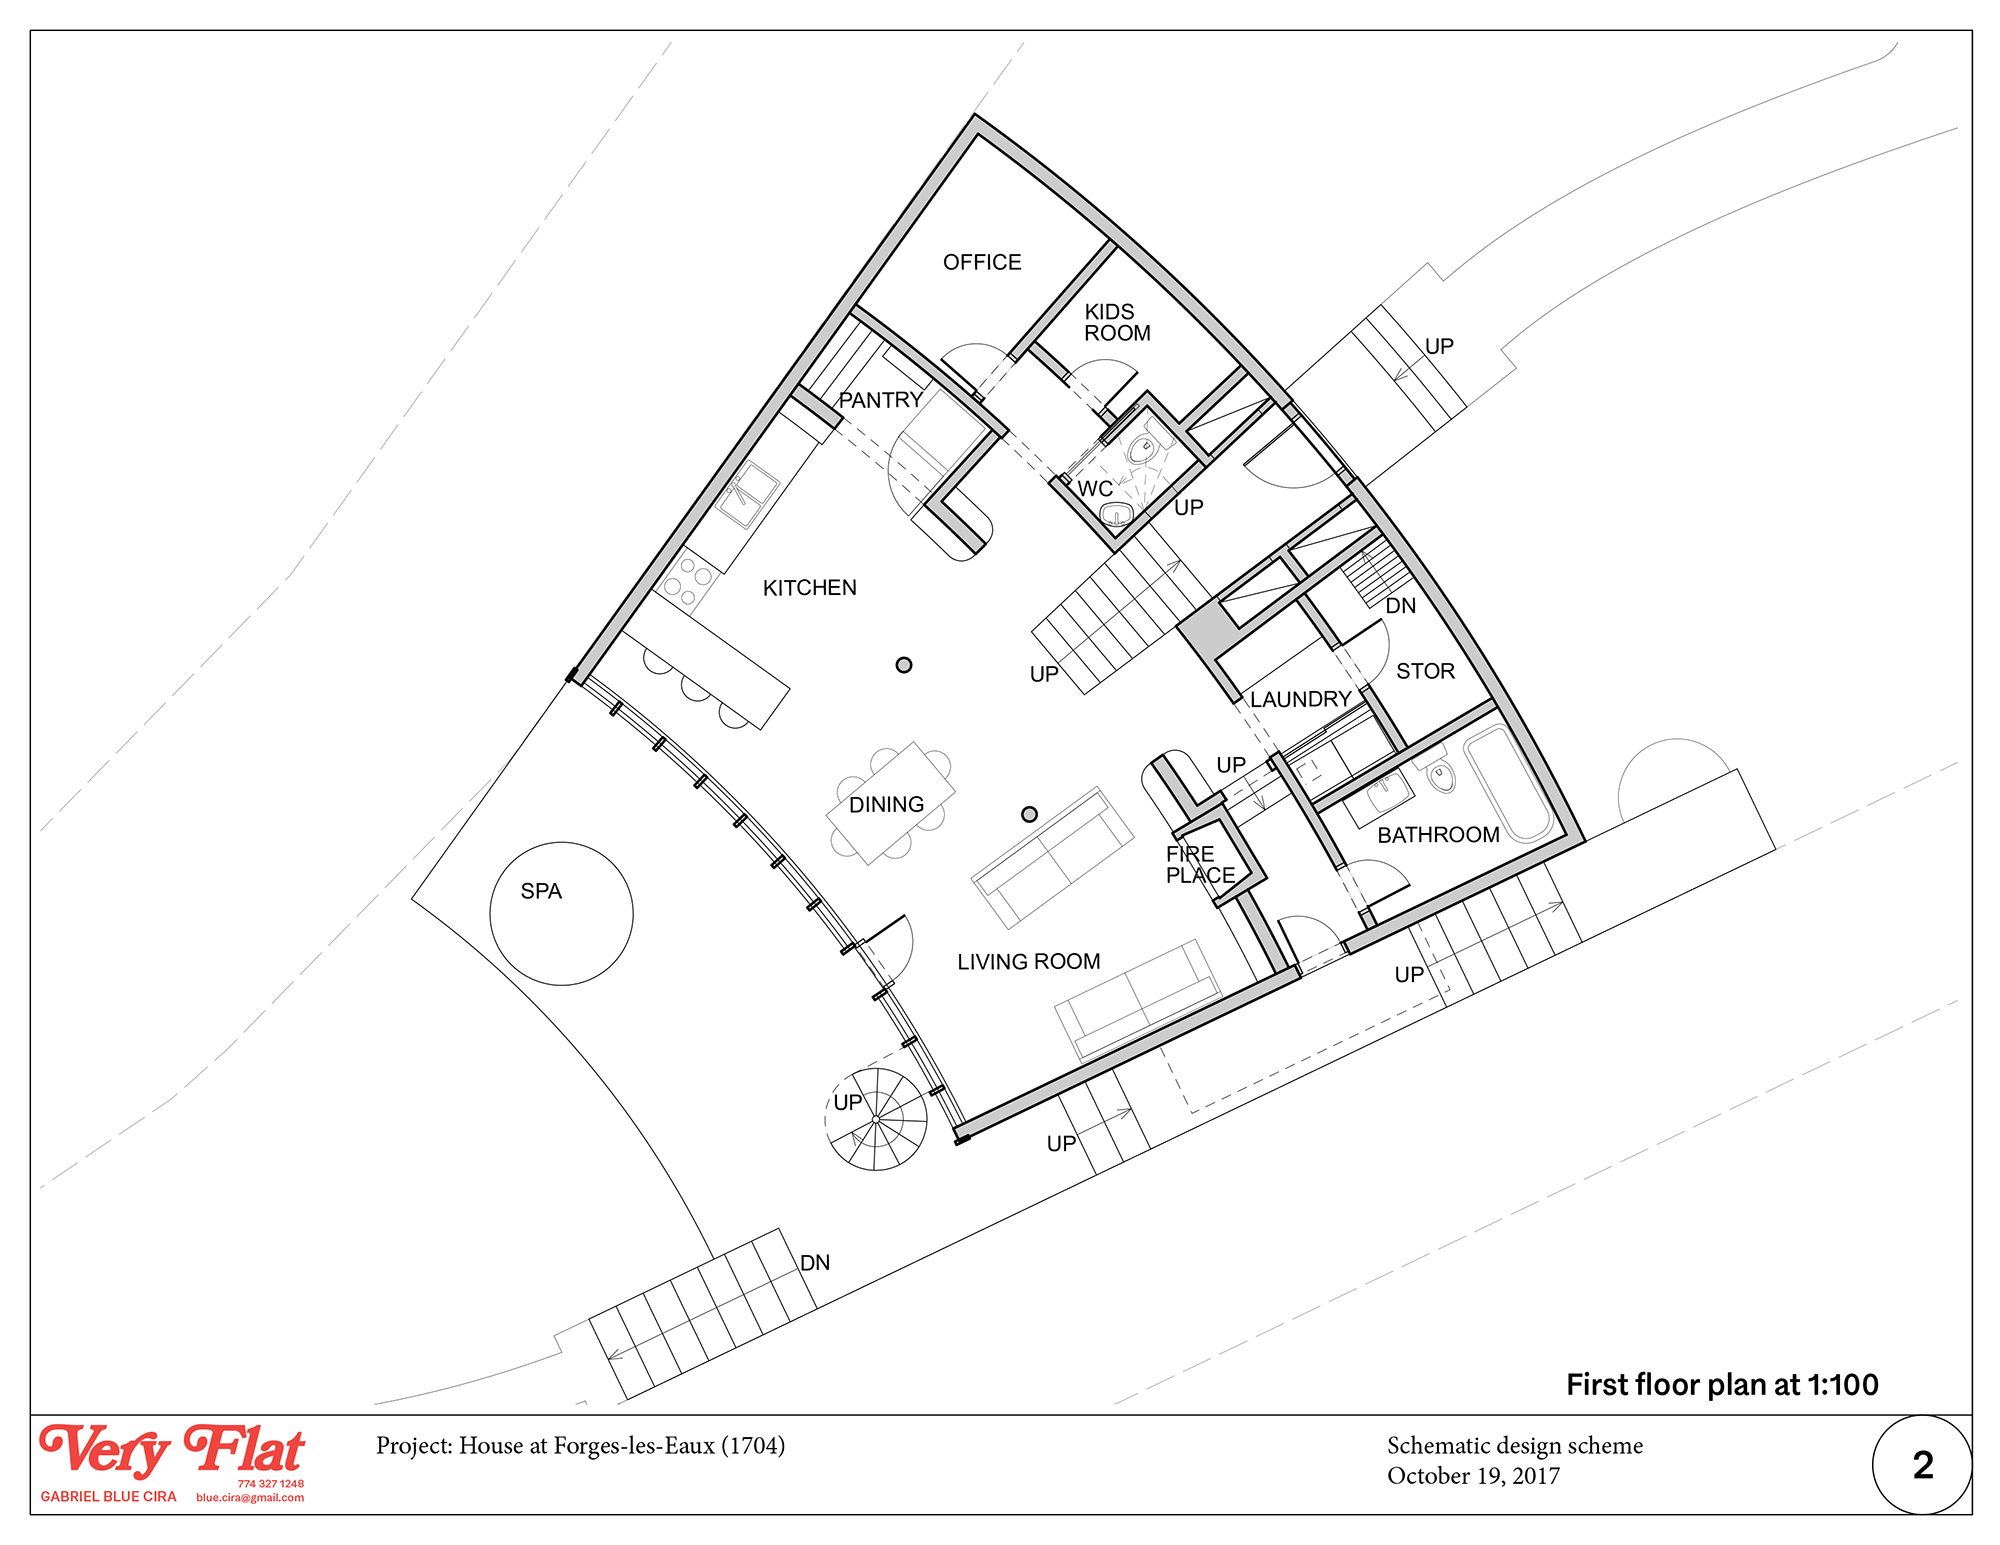 OFFICE
KIDS
ROOM
UP
PANTRY
WC
UP
KITCHEN
DN
UP
STOR
LAUNDRY
UP
DINING
BATHROOM
FIRE
PLACE
SPA
LIVING ROOM
UP
UP
UP
DN
First floor plan at 1:100
Very Flat
774 327 1248
GABRIEL BLUE CIRA blue.cira@gmail.com
Project: House at Forges-les-Eaux (1704)
Schematic design scheme
October 19, 2017
2